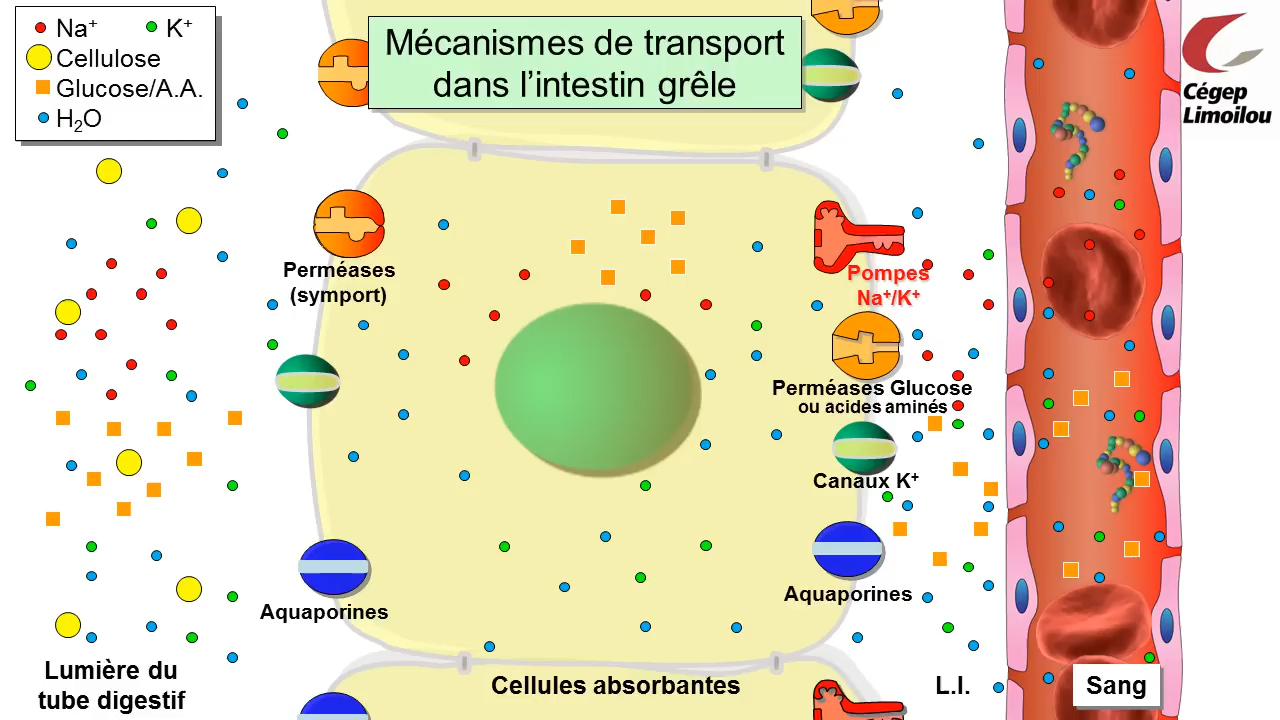 Na⁺ K⁺
Cellulose
Glucose/A.A.
H₂O
Mécanismes de transport
dans l’intestin grêle
Cégep
Limoilou
Perméases
(symport)
Pompes
Na⁺/K⁺
Perméases Glucose
ou acides aminés
Canaux K⁺
Aquaporines
Aquaporines
Lumière du
tube digestif
Cellules absorbantes
L.I.
Sang